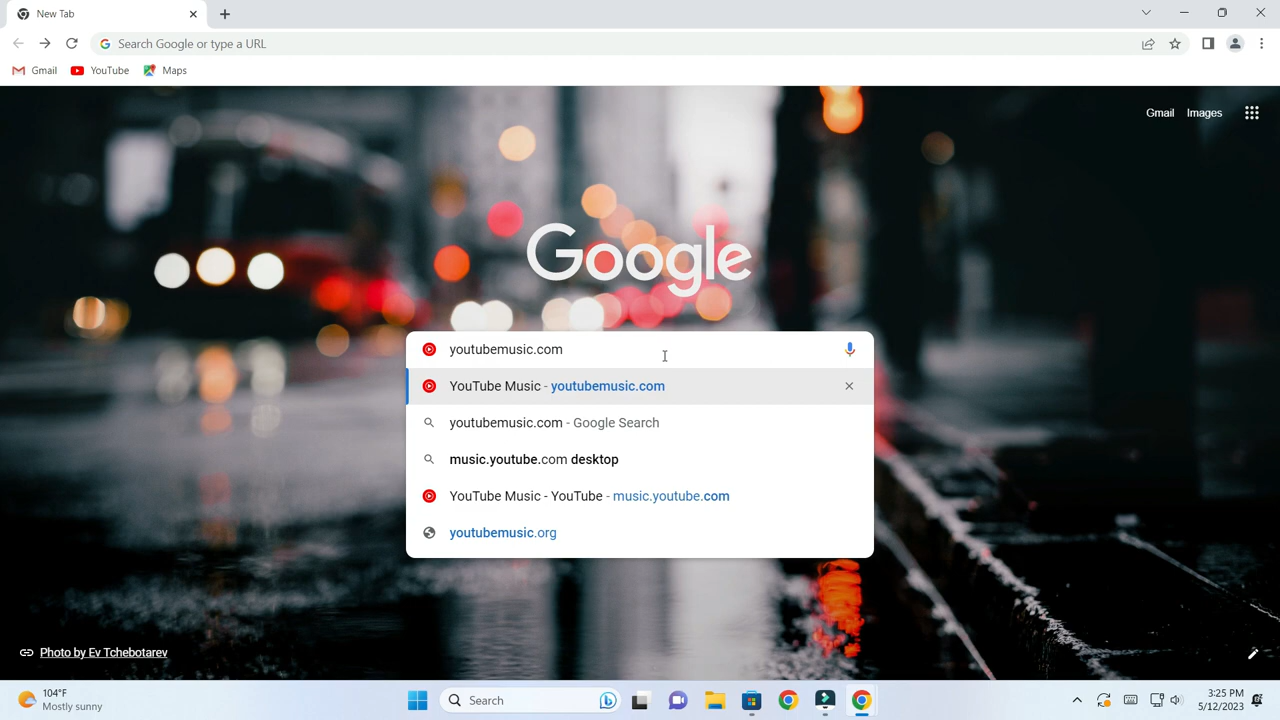 New Tab
Search Google or type a URL
Gmail YouTube Maps
Gmail Images
Google
youtubemusic.com
YouTube Music - youtubemusic.com
youtubemusic.com - Google Search
music.youtube.com desktop
YouTube Music - YouTube - music.youtube.com
youtubemusic.org
Photo by Ev Tchebotarev
104°F
Mostly sunny
Search
3:25 PM
5/12/2023